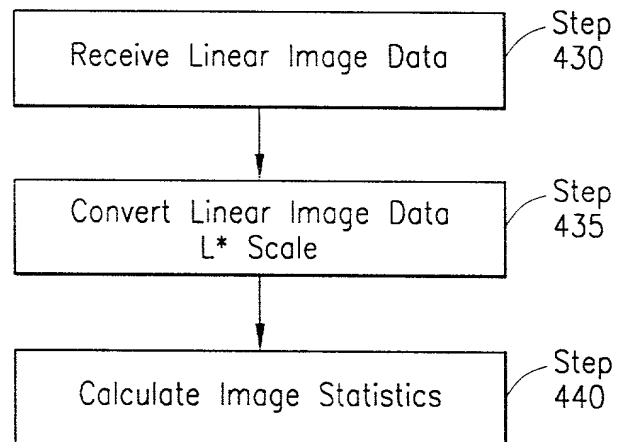 Receive Linear Image Data
Step
430
Convert Linear Image Data
L* Scale
Step
435
Calculate Image Statistics
Step
440